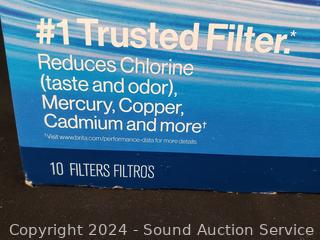 #1 Trusted Filter.*
Reduces Chlorine
(taste and odor),
Mercury, Copper,
Cadmium and more†
†Visit www.brita.com/performance-data for more details
10 FILTERS FILTROS
Copyright 2024 - Sound Auction Service